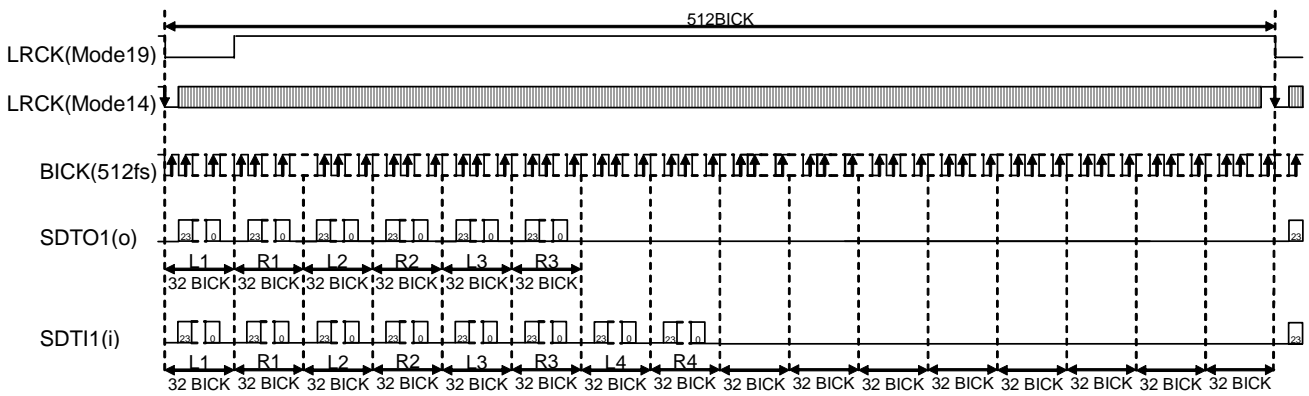 512BICK
LRCK(Mode19)
LRCK(Mode14)
BICK(512fs)
SDTO1(o) 23 0 23 0 23 0 23 0 23 0 23 0 23
L1 R1 L2 R2 L3 R3
32 BICK 32 BICK 32 BICK 32 BICK 32 BICK 32 BICK
SDTI1(i) 23 0 23 0 23 0 23 0 23 0 23 0 23 0 23 0 23
L1 R1 L2 R2 L3 R3 L4 R4
32 BICK 32 BICK 32 BICK 32 BICK 32 BICK 32 BICK 32 BICK 32 BICK 32 BICK 32 BICK 32 BICK 32 BICK 32 BICK 32 BICK 32 BICK 32 BICK